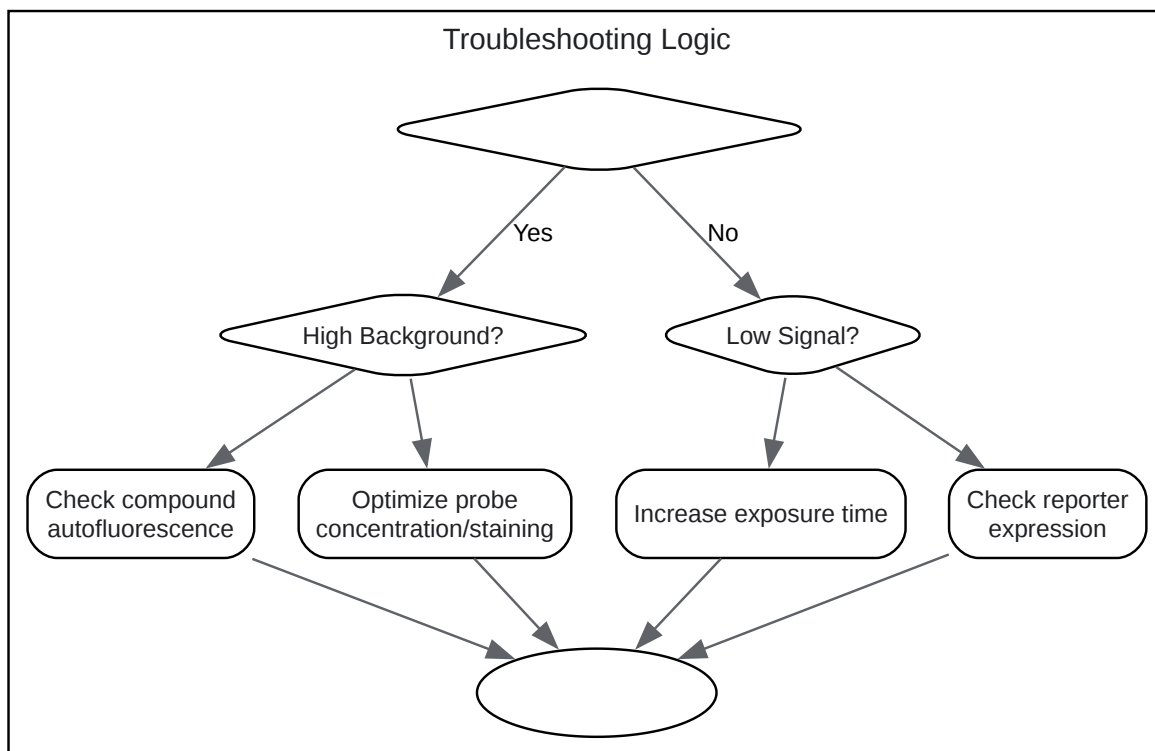 Troubleshooting Logic
Yes
No
High Background?
Low Signal?
Check compound
autofluorescence
Optimize probe
concentration/staining
Increase exposure time
Check reporter
expression